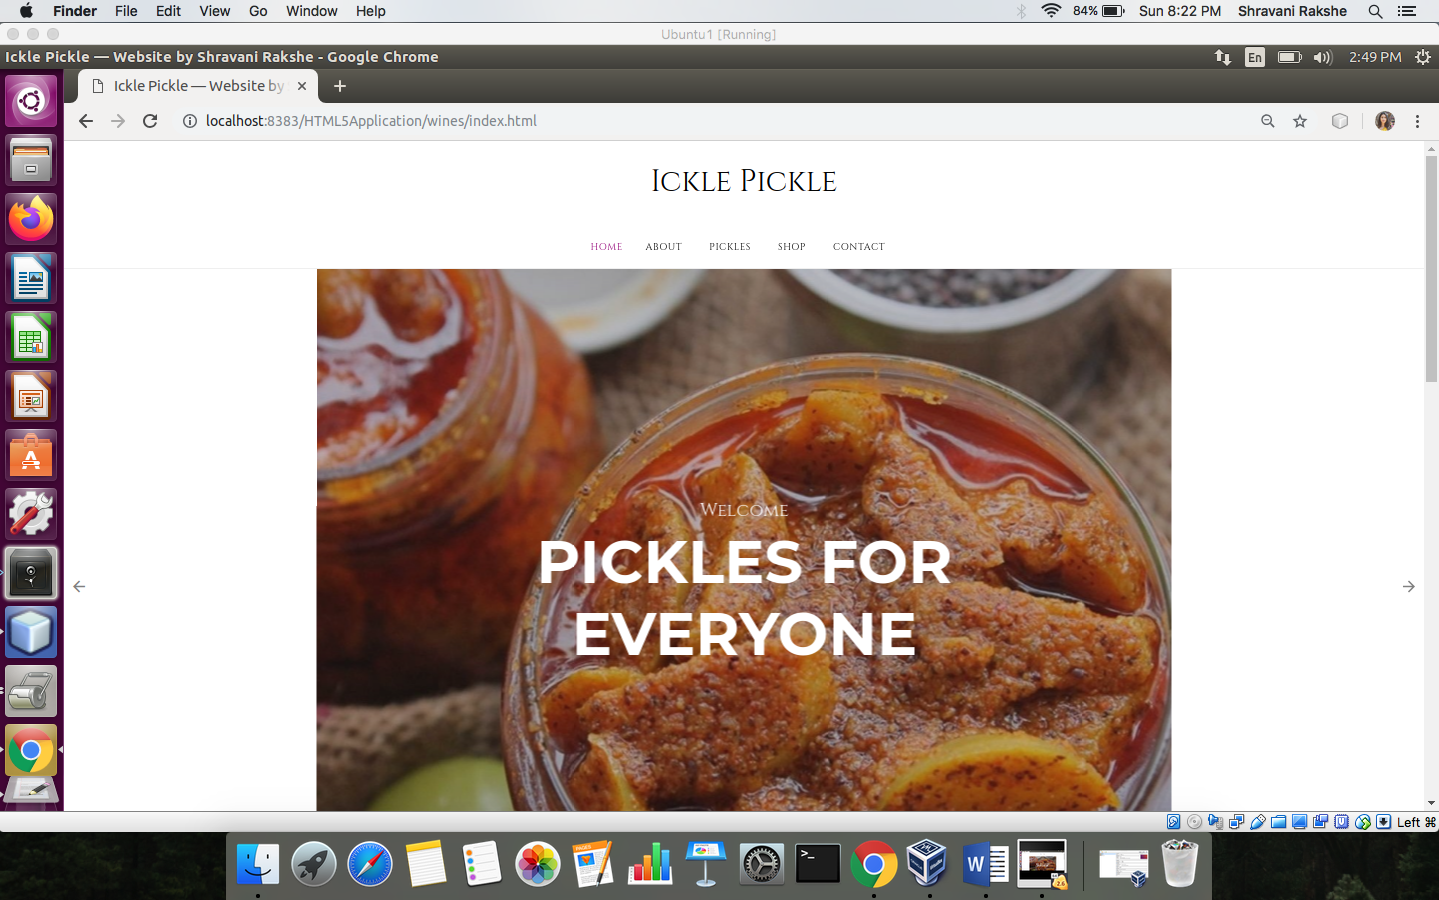 Finder File Edit View Go Window Help 84% Sun 8:22 PM Shravani Rakshe
Ubuntu1 [Running]
Ickle Pickle — Website by Shravani Rakshe - Google Chrome En 2:49 PM
Ickle Pickle — Website by
localhost:8383/HTML5Application/wines/index.html
Ickle Pickle
HOME ABOUT PICKLES SHOP CONTACT
Welcome
PICKLES FOR
EVERYONE
Left ⌘